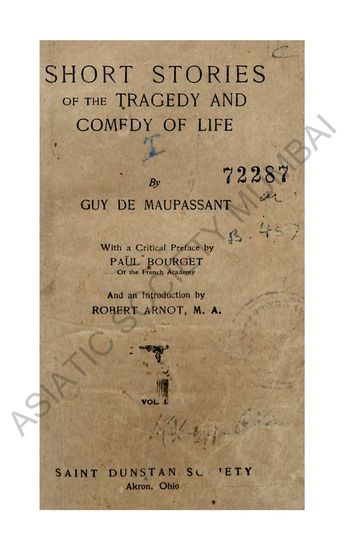 SHORT STORIES
OF THE TRAGEDY AND
COMEDY OF LIFE
I
72287
By
GUY DE MAUPASSANT
B. 457
With a Critical Preface by
PAUL BOURGET
Of the French Academy
And an Introduction by
ROBERT ARNOT, M. A.
VOL. I.
SAINT DUNSTAN SOCIETY
Akron, Ohio
ASIATIC SOCIETY MUMBAI